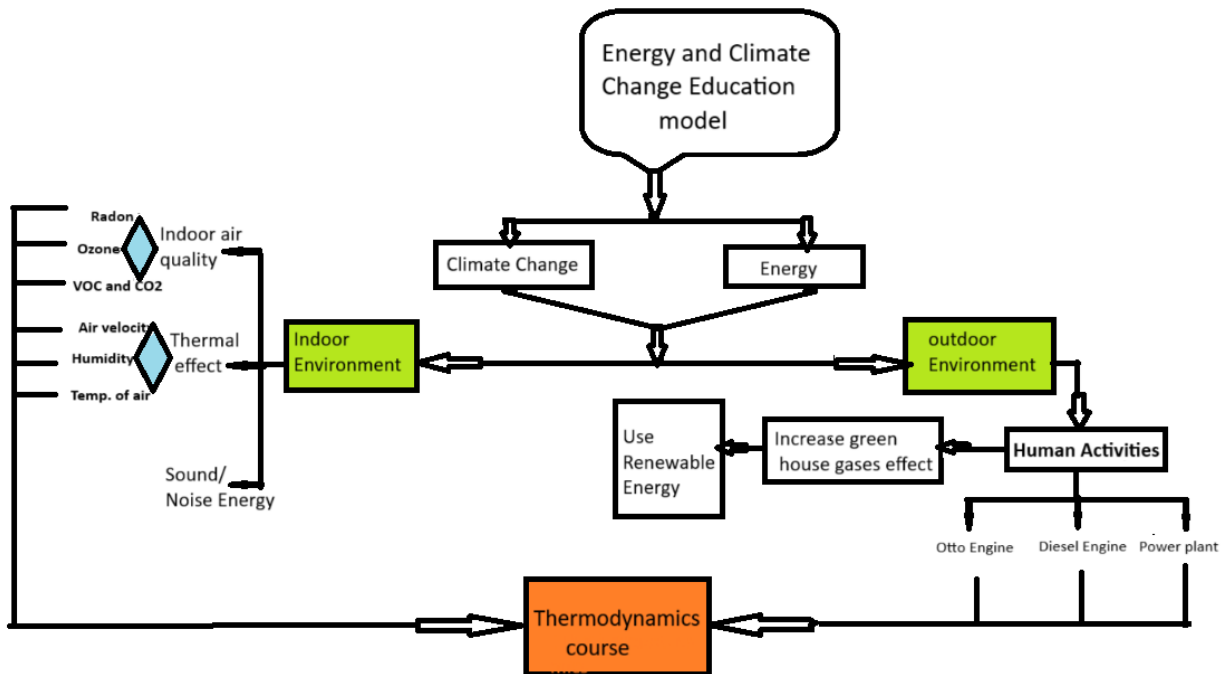 Energy and Climate
Change Education
model
Climate Change
Energy
Radon
Ozone
VOC and CO2
Indoor air
quality
Air velocity
Humidity
Temp. of air
Thermal
effect
Sound/
Noise Energy
Indoor
Environment
outdoor
Environment
Use
Renewable
Energy
Increase green
house gases effect
Human Activities
Otto Engine
Diesel Engine
Power plant
Thermodynamics
course